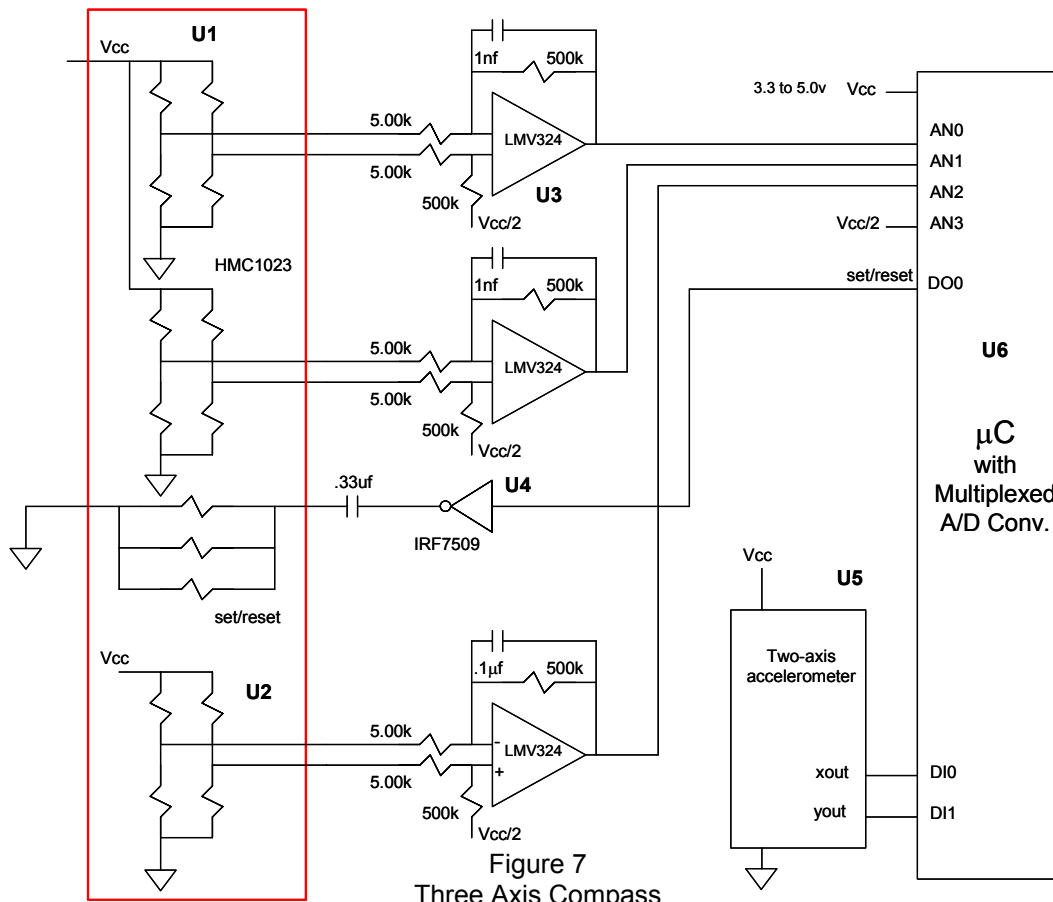 U1
Vcc
1nf
500k
5.00k
5.00k
LMV324
U3
500k
Vcc/2
HMC1023
3.3 to 5.0v
Vcc
AN0
AN1
AN2
Vcc/2
AN3
set/reset
DO0
1nf
500k
5.00k
5.00k
LMV324
500k
Vcc/2
U6
µC
with
Multiplexed
A/D Conv.
.33uf
U4
IRF7509
set/reset
Vcc
U5
Two-axis
accelerometer
xout
yout
DI0
DI1
Vcc
U2
.1µf
500k
5.00k
5.00k
-
+
LMV324
500k
Vcc/2
Figure 7
Three Axis Compass